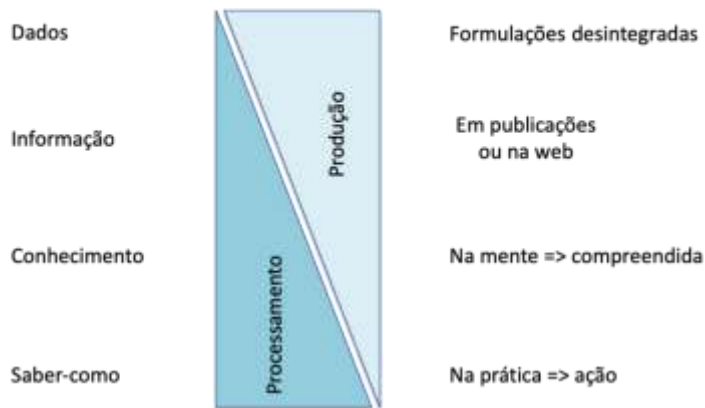 Dados
Formulações desintegradas
Produção
Informação
Em publicações
ou na web
Conhecimento
Na mente => compreendida
Processamento
Saber-como
Na prática => ação